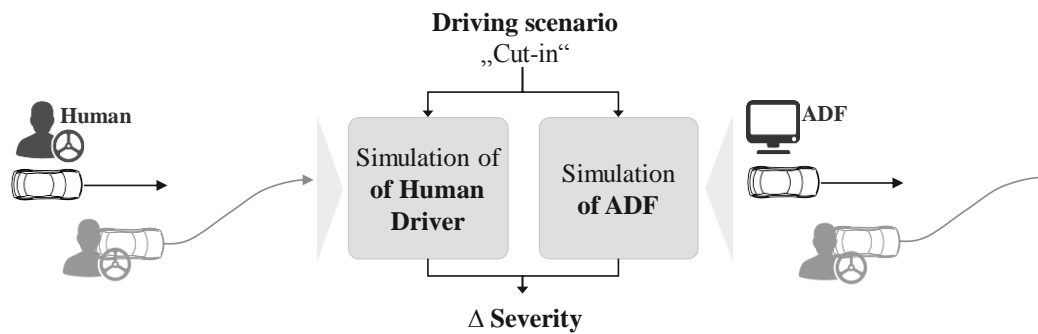 Driving scenario
„Cut-in“
Human
ADF
Simulation of
of Human
Driver
Simulation
of ADF
Δ Severity